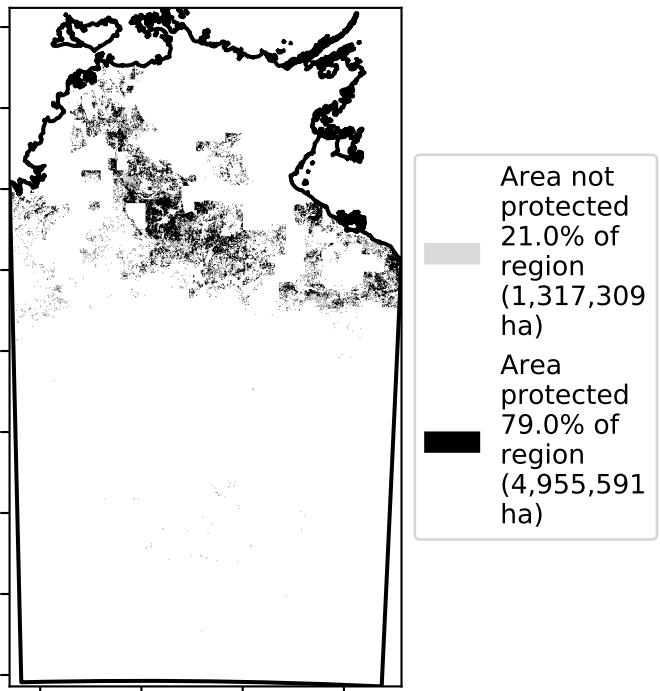 Area not
protected
21.0% of
region
(1,317,309
ha)
Area
protected
79.0% of
region
(4,955,591
ha)